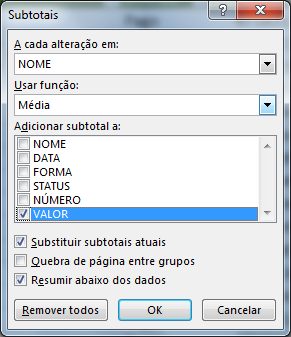 Subtotais
A cada alteração em:
NOME
Usar função:
Média
Adicionar subtotal a:
NOME
DATA
FORMA
STATUS
NÚMERO
VALOR
Substituir subtotais atuais
Quebra de página entre grupos
Resumir abaixo dos dados
Remover todos OK Cancelar